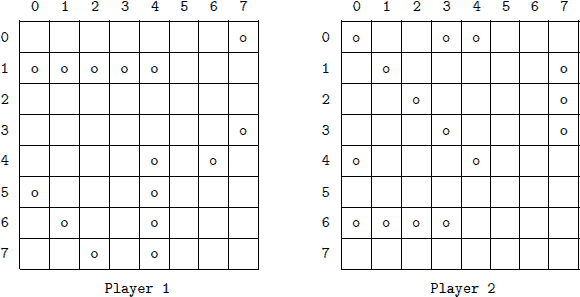 0 1 2 3 4 5 6 7 0 1 2 3 4 5 6 7
0 o 0 o o o
1 o o o o o 1 o o
2 2 o o
3 o 3 o o
4 o o 4 o o
5 o o 5
6 o o 6 o o o o
7 o o 7
Player 1 Player 2